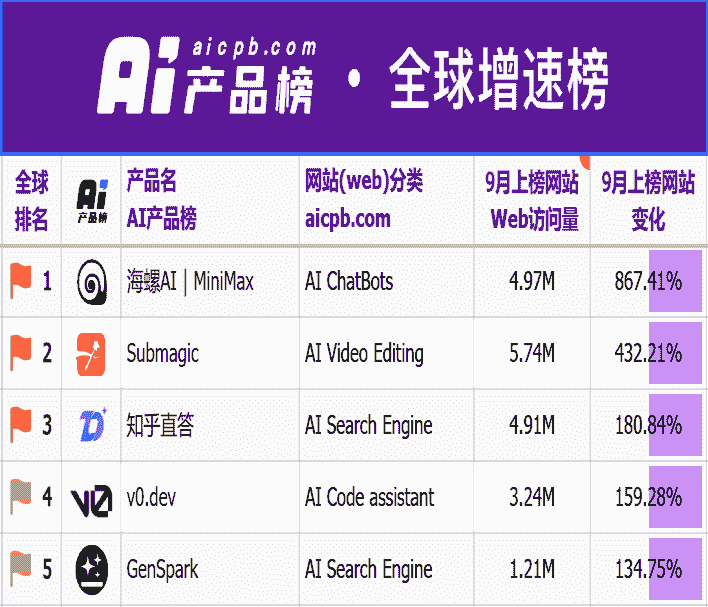 aicpb.com
Ai产品榜 · 全球增速榜
全球排名 Ai产品榜 产品名 AI产品榜 网站(web)分类 aicpb.com 9月上榜网站 Web访问量 9月上榜网站 变化
1 海螺AI | MiniMax AI ChatBots 4.97M 867.41%
2 Submagic AI Video Editing 5.74M 432.21%
3 知乎直答 AI Search Engine 4.91M 180.84%
4 v0 v0.dev AI Code assistant 3.24M 159.28%
5 GenSpark AI Search Engine 1.21M 134.75%